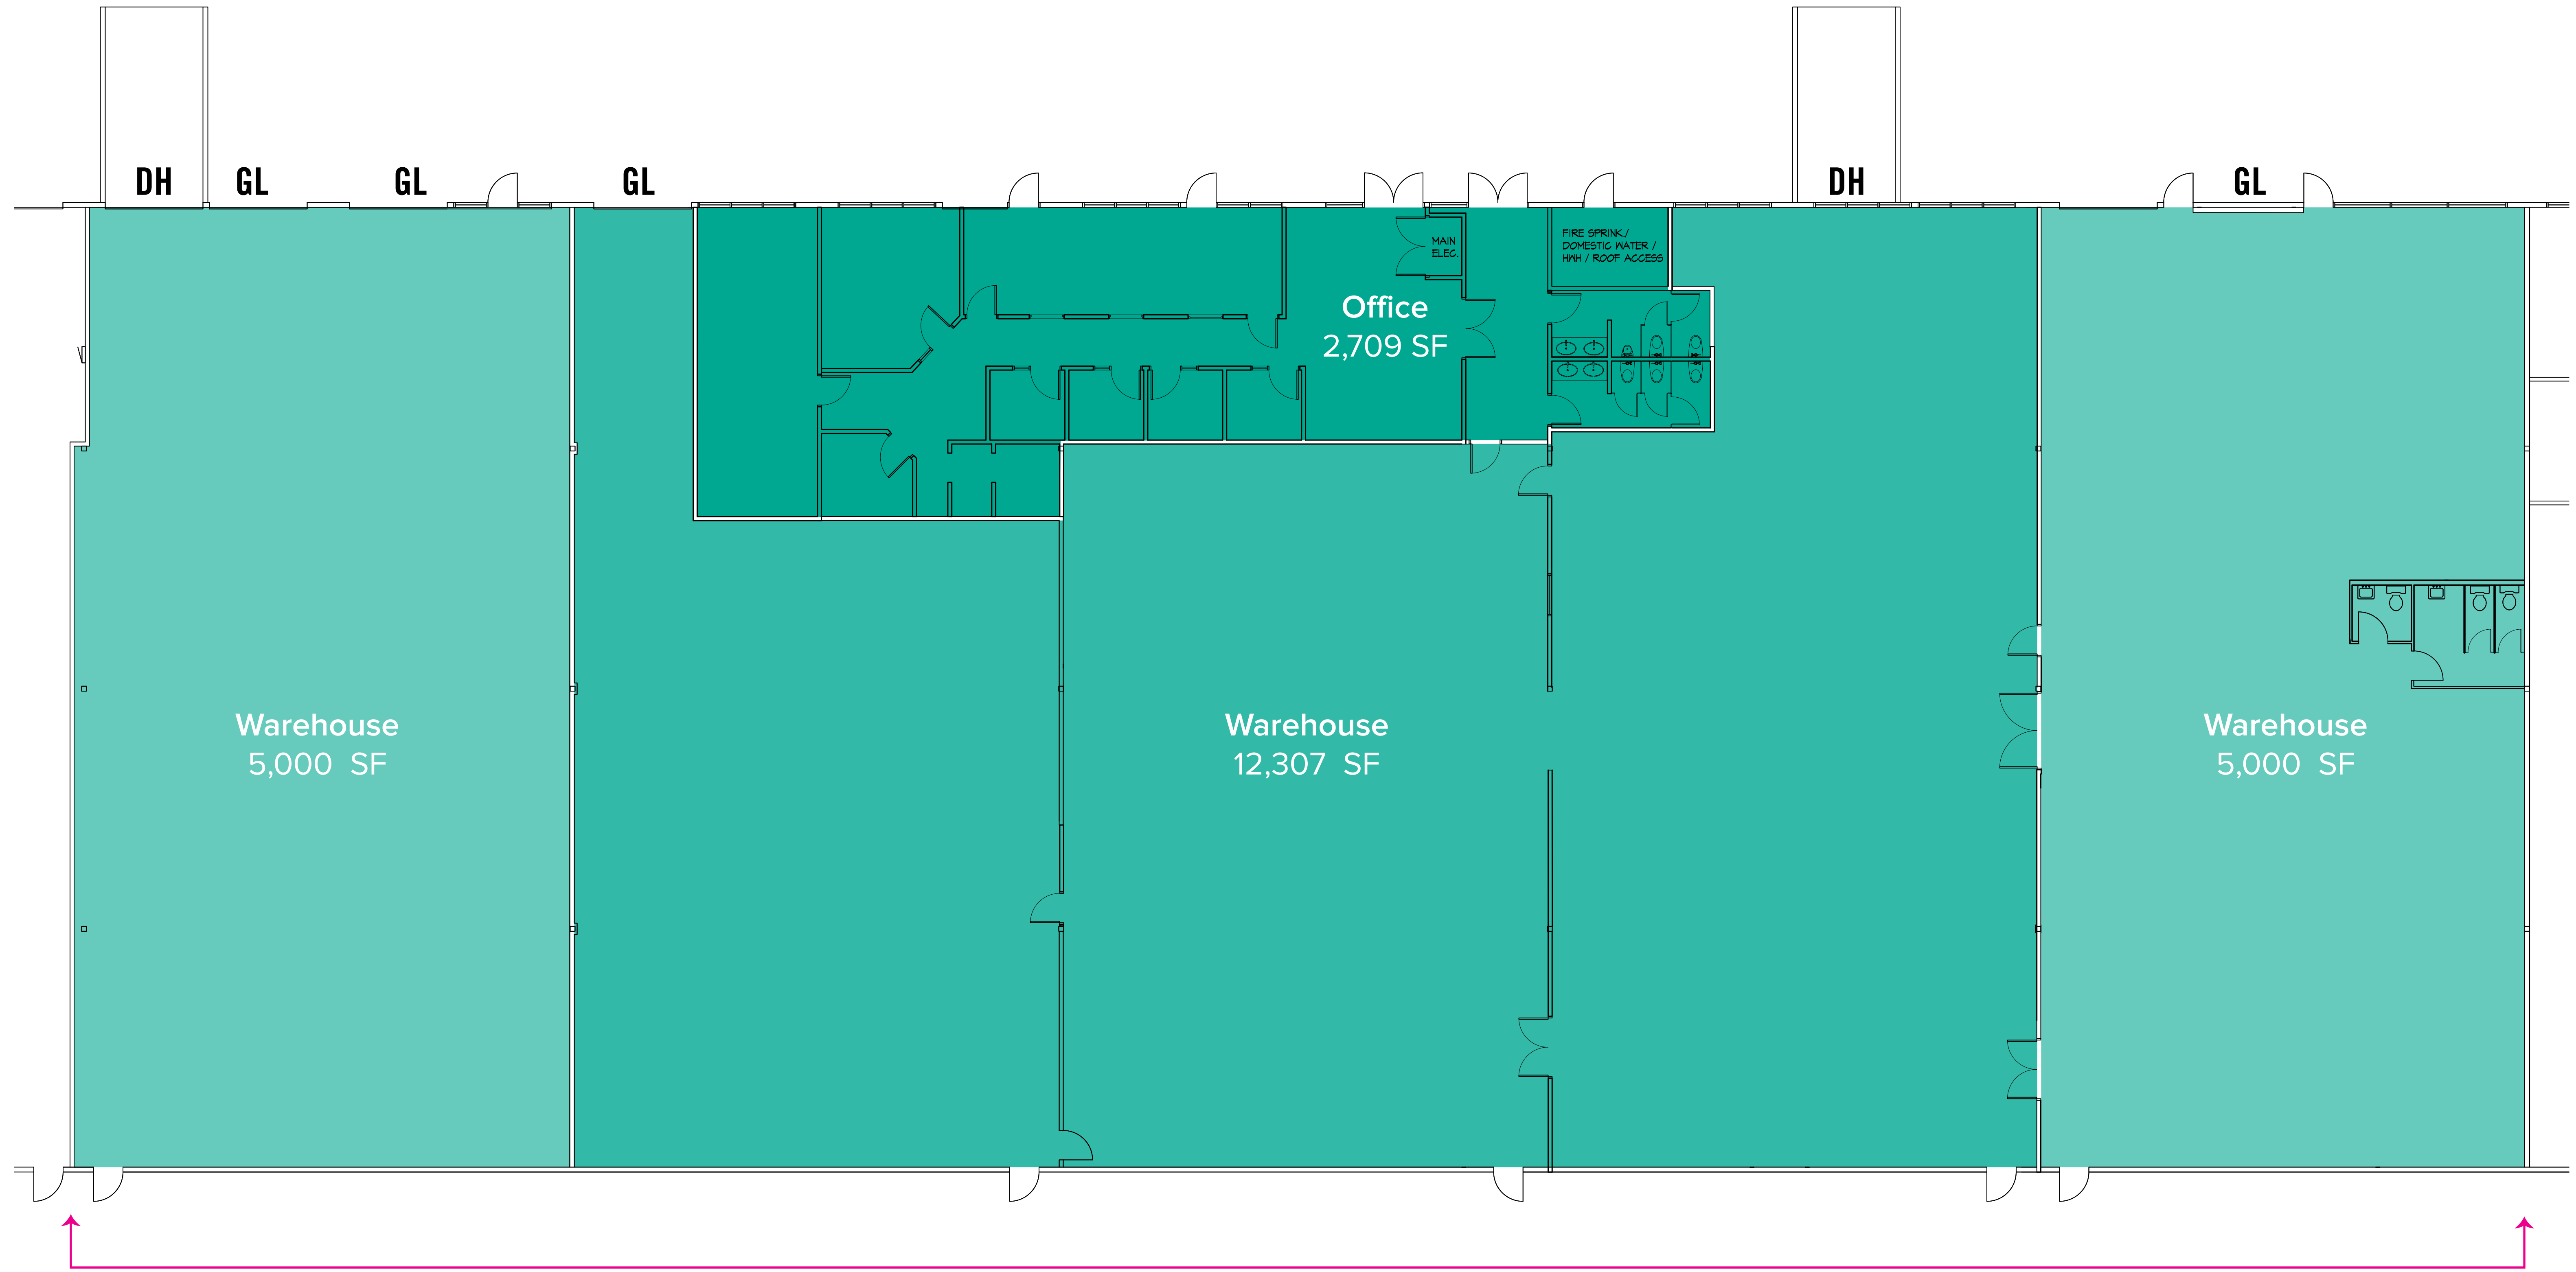 DH
GL
GL
GL
DH
GL
MAIN
ELEC.
FIRE SPRINK./
DOMESTIC WATER /
HWH / ROOF ACCESS
Office
2,709 SF
Warehouse
5,000 SF
Warehouse
12,307 SF
Warehouse
5,000 SF